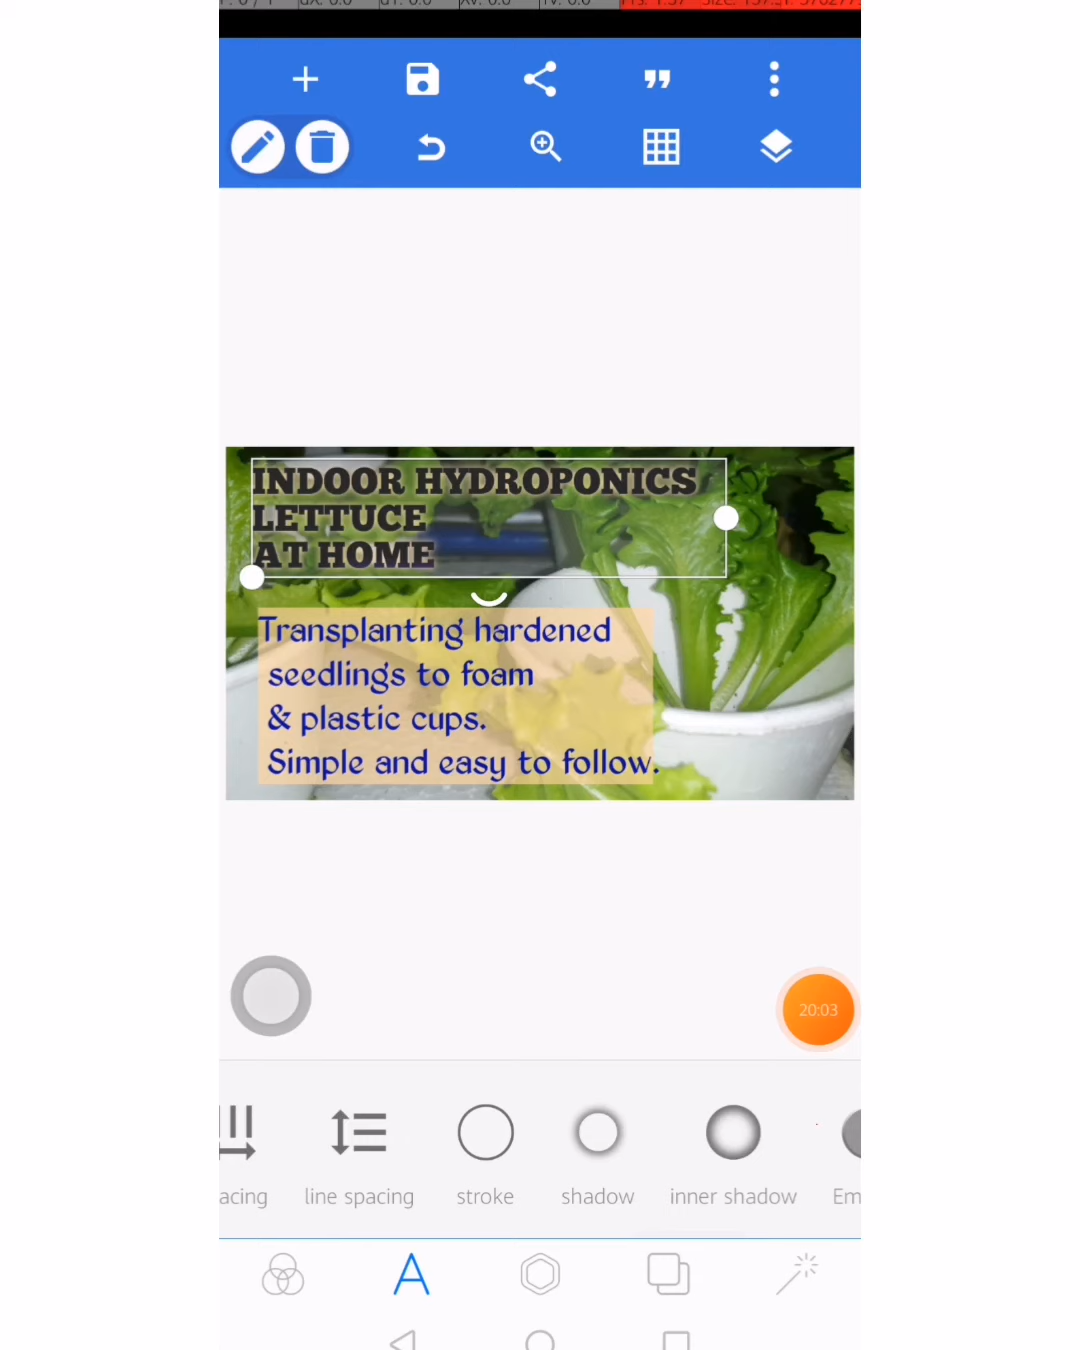 INDOOR HYDROPONICS
LETTUCE
AT HOME
Transplanting hardened
seedlings to foam
& plastic cups.
Simple and easy to follow.
20:03
acing
line spacing
stroke
shadow
inner shadow
Em